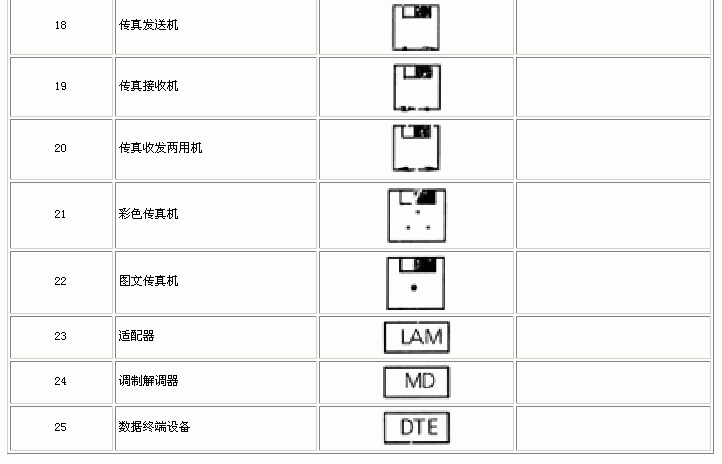 18 传真发送机
19 传真接收机
20 传真收发两用机
21 彩色传真机
22 图文传真机
23 适配器 LAM
24 调制解调器 MD
25 数据终端设备 DTE